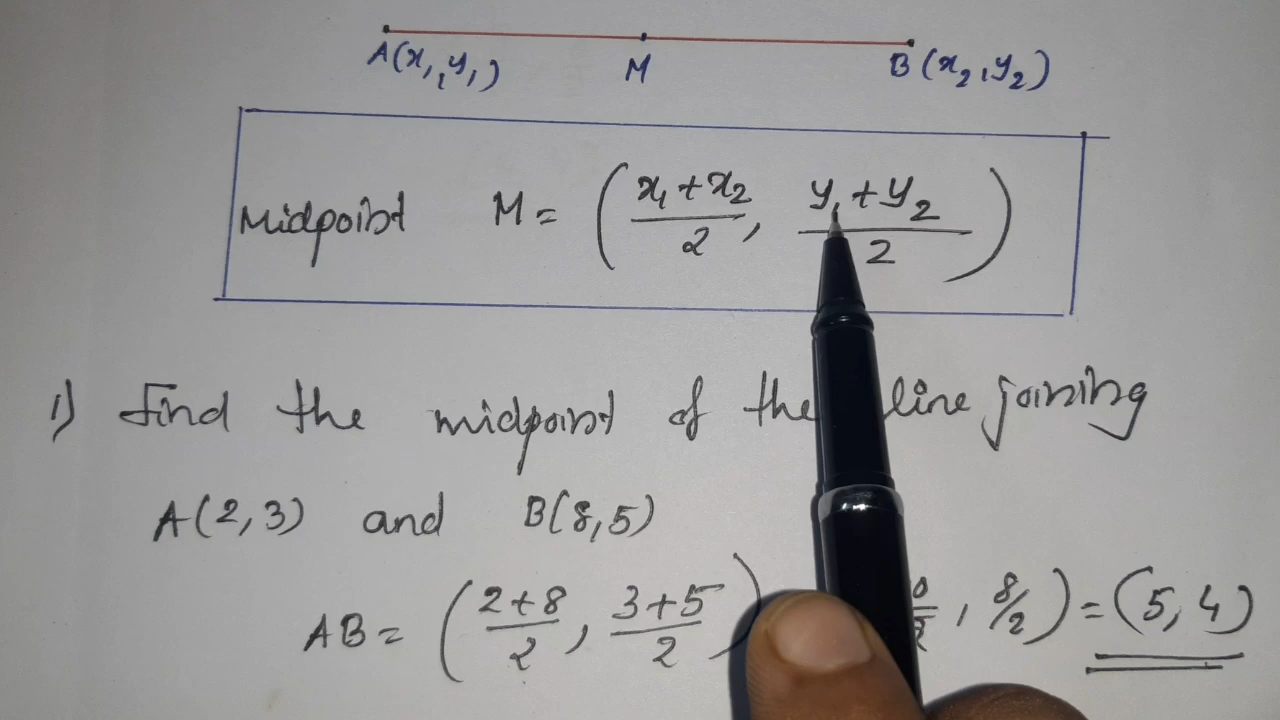 A(x₁, y₁) M B(x₂, y₂)
Midpoint M = ( x₁+x₂/2, y₁+y₂/2 )
1) Find the midpoint of the line joining
A(2,3) and B(8,5)
AB = ( 2+8/2, 3+5/2 ) , 8/2 ) = (5,4)